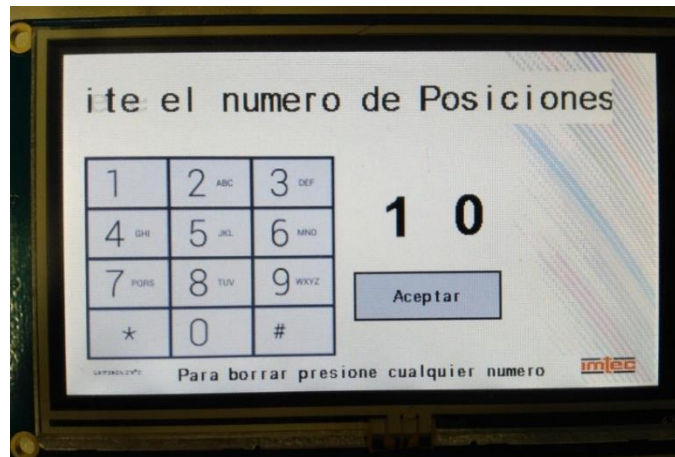 ite el numero de Posiciones
1
2 ABC
3 DEF
4 GHI
5 JKL
6 MNO
7 PQRS
8 TUV
9 WXYZ
*
0
#
1 0
Aceptar
Para borrar presione cualquier numero
imtec